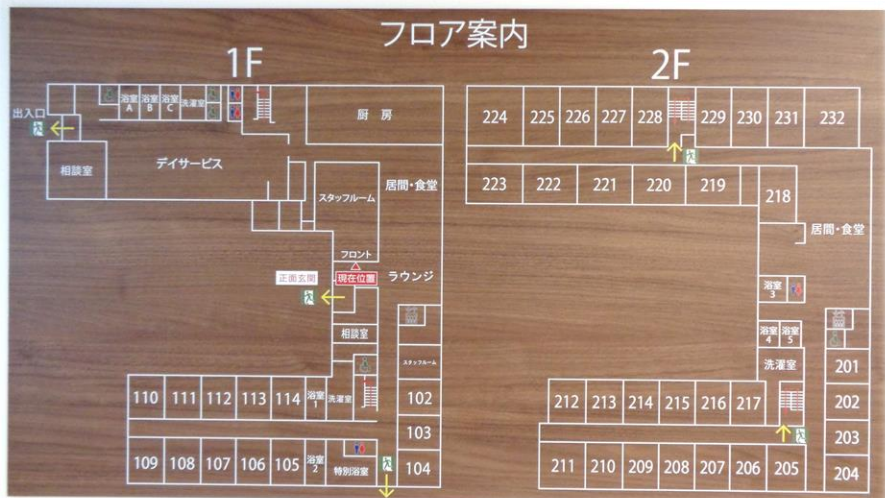 フロア案内
1F
出入口
浴室A
浴室B
浴室C
洗濯室
厨房
相談室
デイサービス
スタッフルーム
居間・食堂
フロント
正面玄関
現在位置
ラウンジ
相談室
スタッフルーム
110
111
112
113
114
浴室1
洗濯室
102
103
109
108
107
106
105
浴室2
特別浴室
104
2F
224
225
226
227
228
229
230
231
232
223
222
221
220
219
218
居間・食堂
浴室3
浴室4
浴室5
洗濯室
201
212
213
214
215
216
217
202
203
211
210
209
208
207
206
205
204